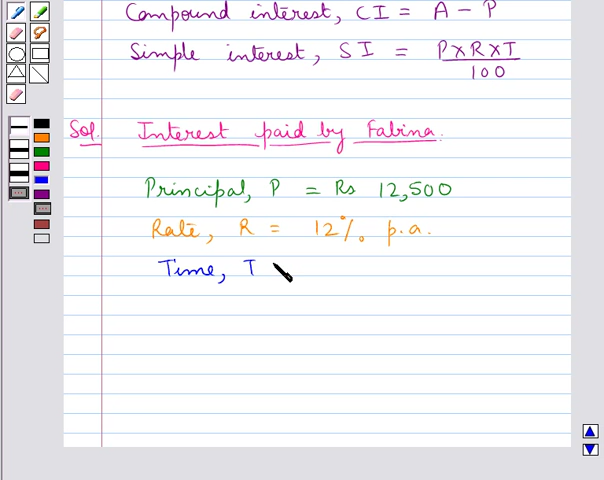 Compound interest, CI = A - P
Simple interest, SI = P×R×T
100
Sol. Interest paid by Fabina.
Principal, P = Rs 12,500
Rate, R = 12% p.a.
Time, T